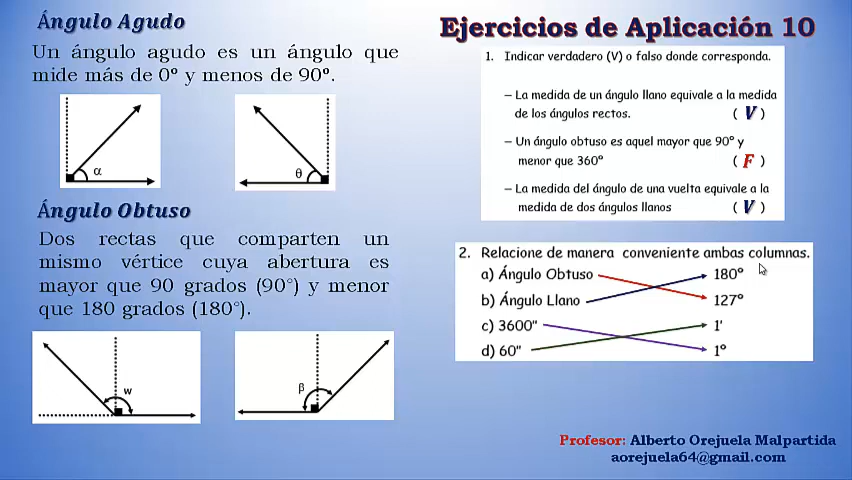 Ángulo Agudo
Un ángulo agudo es un ángulo que
mide más de 0° y menos de 90°.
α
θ
Ángulo Obtuso
Dos rectas que comparten un
mismo vértice cuya abertura es
mayor que 90 grados (90°) y menor
que 180 grados (180°).
w
β
Ejercicios de Aplicación 10
1. Indicar verdadero (V) o falso donde corresponda.
– La medida de un ángulo llano equivale a la medida
de los ángulos rectos. ( V )
– Un ángulo obtuso es aquel mayor que 90° y
menor que 360° ( F )
– La medida del ángulo de una vuelta equivale a la
medida de dos ángulos llanos ( V )
2. Relacione de manera conveniente ambas columnas.
a) Ángulo Obtuso 180°
b) Ángulo Llano 127°
c) 3600" 1'
d) 60" 1°
Profesor: Alberto Orejuela Malpartida
aorejuela64@gmail.com